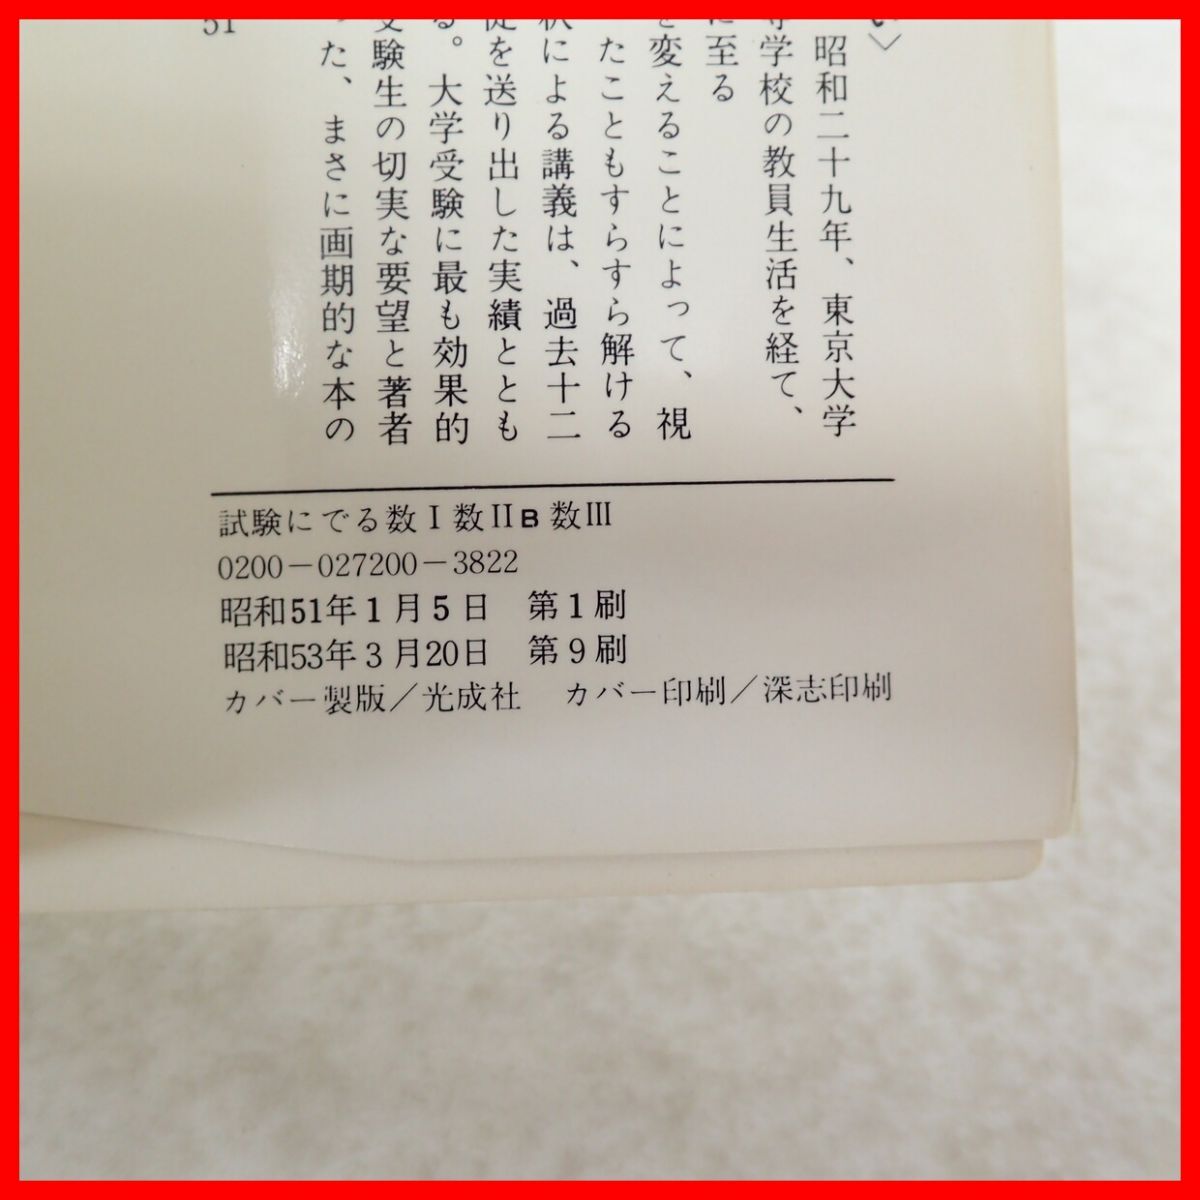 い〉
昭和二十九年、東京大学
学校の教員生活を経て、
に至る
を変えることによって、視
たこともすらすら解ける
釈による講義は、過去十二
徒を送り出した実績ととも
る。大学受験に最も効果的
受験生の切実な要望と著者
った、まさに画期的な本の
51
試験にでる数Ⅰ数ⅡB数Ⅲ
0200-027200-3822
昭和51年1月5日 第1刷
昭和53年3月20日 第9刷
カバー製版/光成社 カバー印刷/深志印刷